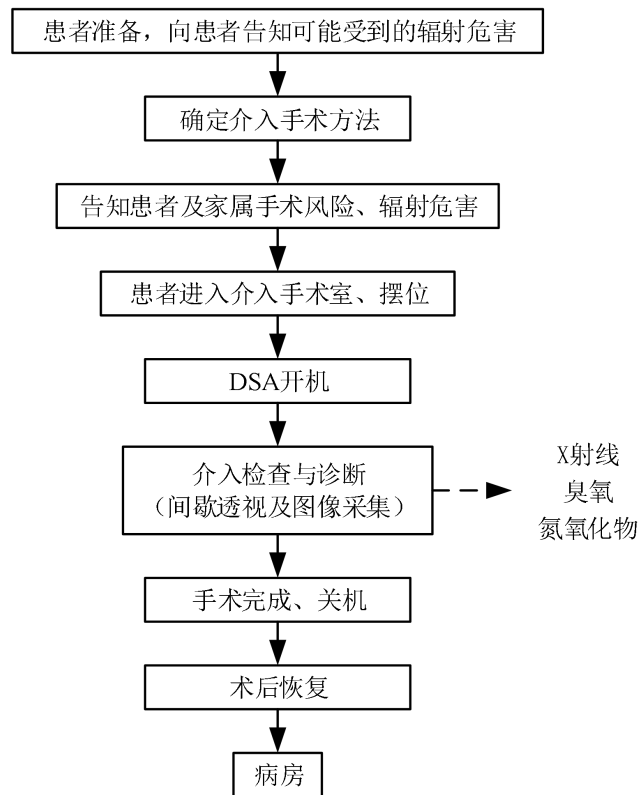 患者准备，向患者告知可能受到的辐射危害
确定介入手术方法
告知患者及家属手术风险、辐射危害
患者进入介入手术室、摆位
DSA开机
介入检查与诊断
（间歇透视及图像采集）
X射线
臭氧
氮氧化物
手术完成、关机
术后恢复
病房